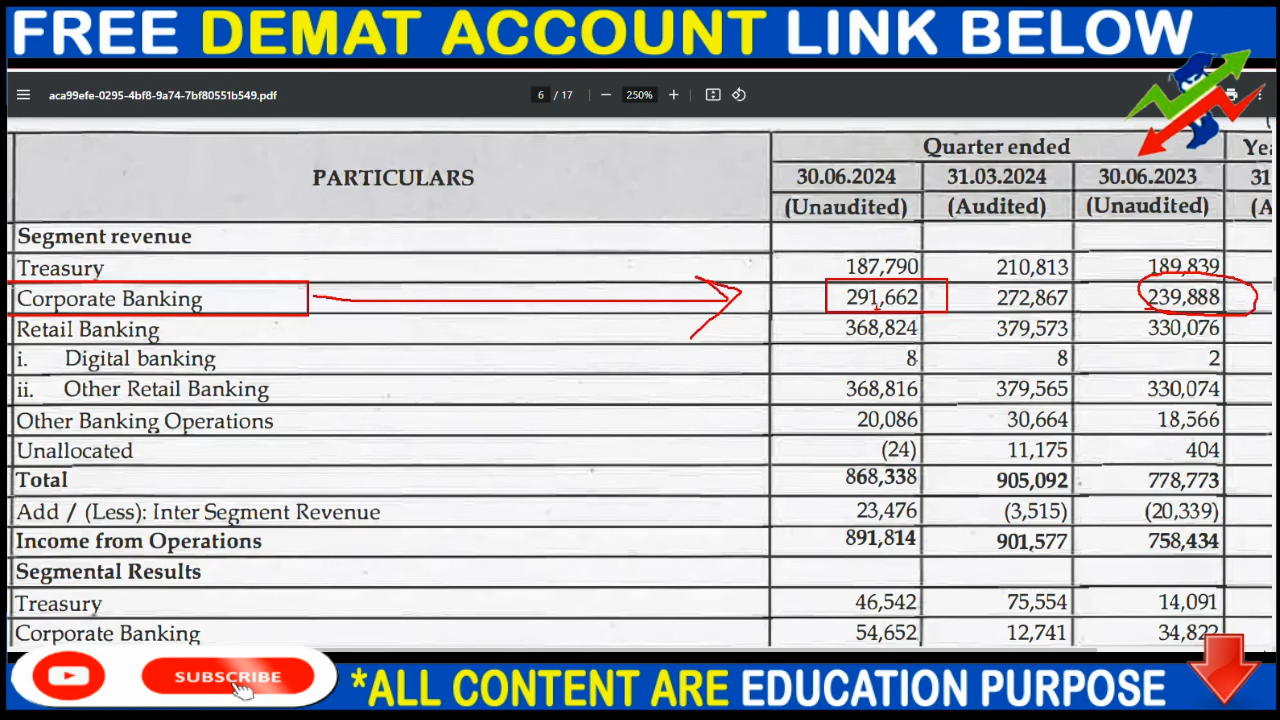 FREE DEMAT ACCOUNT LINK BELOW
aca99efe-0295-4bf8-9a74-7bf80551b549.pdf 6 / 17 250%
Quarter ended
PARTICULARS 30.06.2024 31.03.2024 30.06.2023 31
(Unaudited) (Audited) (Unaudited)
Segment revenue
Treasury 187,790 210,813 189,839
Corporate Banking 291,662 272,867 239,888
Retail Banking 368,824 379,573 330,076
i. Digital banking 8 8 2
ii. Other Retail Banking 368,816 379,565 330,074
Other Banking Operations 20,086 30,664 18,566
Unallocated (24) 11,175 404
Total 868,338 905,092 778,773
Add / (Less): Inter Segment Revenue 23,476 (3,515) (20,339)
Income from Operations 891,814 901,577 758,434
Segmental Results
Treasury 46,542 75,554 14,091
Corporate Banking 54,652 12,741 34,822
SUBSCRIBE
*ALL CONTENT ARE EDUCATION PURPOSE